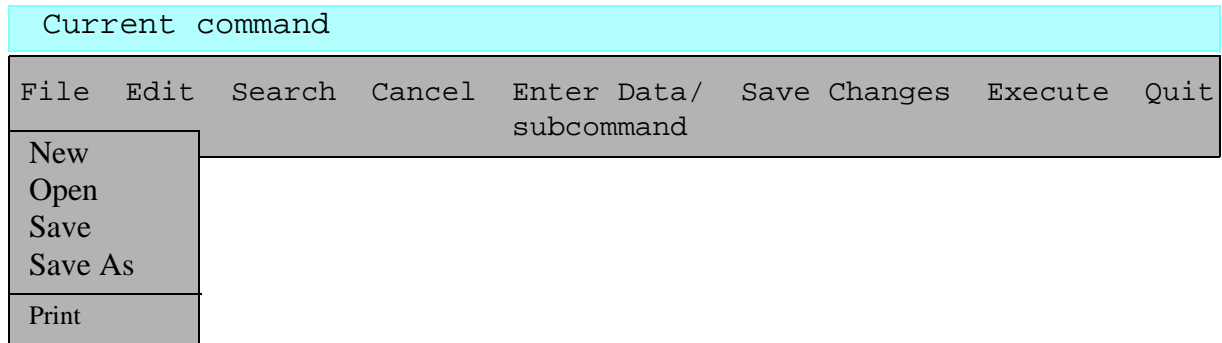 Current command
File Edit Search Cancel Enter Data/ Save Changes Execute Quit
subcommand
New
Open
Save
Save As
Print